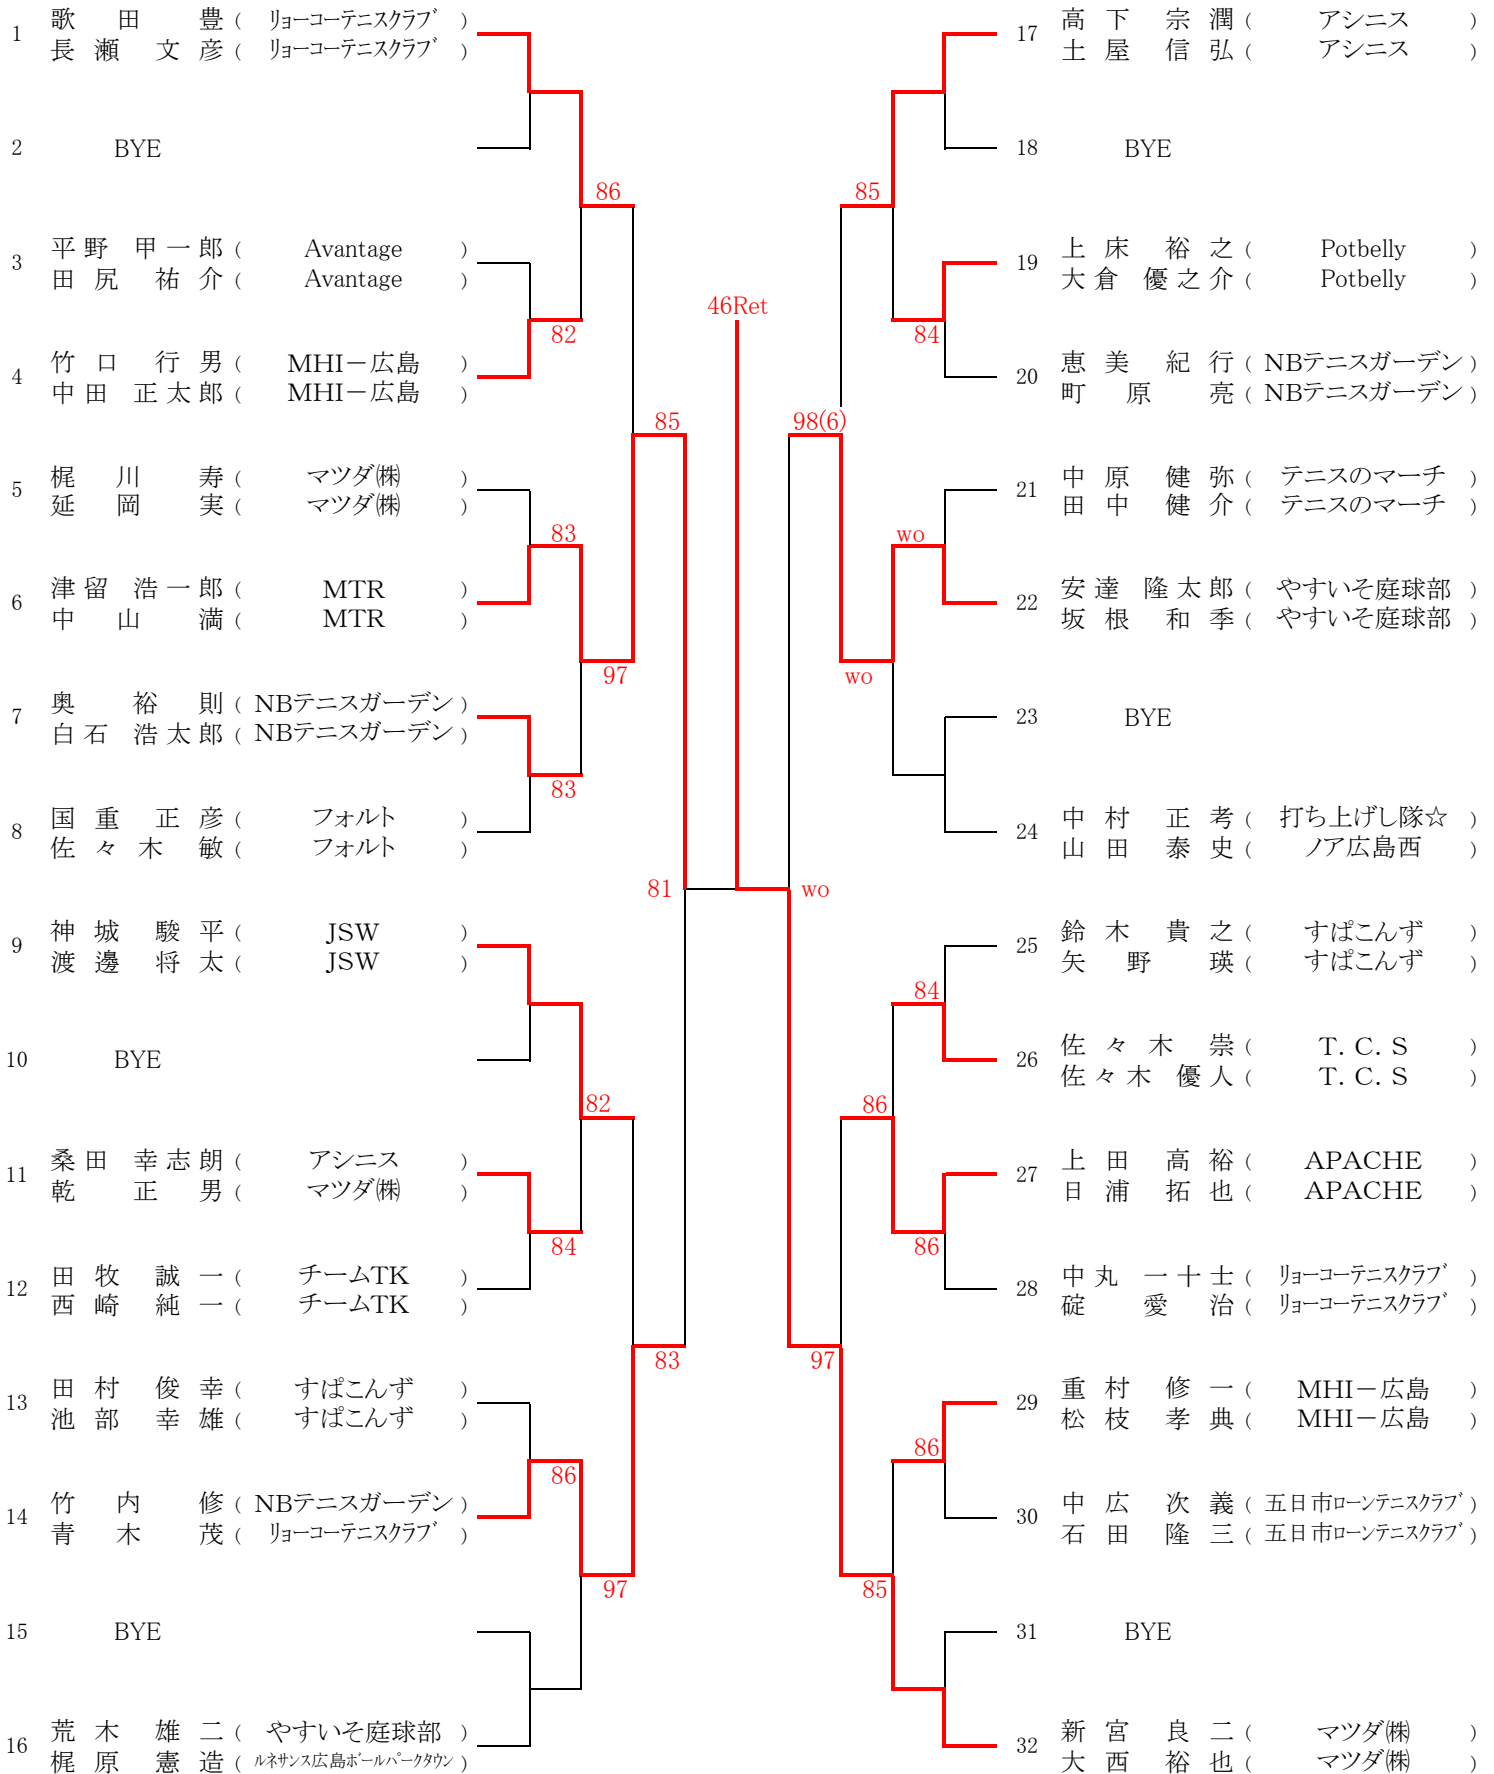 1 歌田 豊 ( リョーコーテニスクラブ )
長瀬 文彦 ( リョーコーテニスクラブ )
2 BYE
86
3 平野 甲一郎 ( Avantage )
田尻 祐介 ( Avantage )
82
4 竹口 行男 ( MHI－広島 )
中田 正太郎 ( MHI－広島 )
85
5 梶川 寿 ( マツダ㈱ )
延岡 実 ( マツダ㈱ )
83
6 津留 浩一郎 ( MTR )
中山 満 ( MTR )
97
7 奥 裕則 ( NBテニスガーデン )
白石 浩太郎 ( NBテニスガーデン )
83
8 国重 正彦 ( フォルト )
佐々木 敏 ( フォルト )
81
9 神城 駿平 ( JSW )
渡邊 将太 ( JSW )
10 BYE
82
11 桑田 幸志朗 ( アシニス )
乾 正男 ( マツダ㈱ )
84
12 田牧 誠一 ( チームTK )
西崎 純一 ( チームTK )
83
13 田村 俊幸 ( すぱこんず )
池部 幸雄 ( すぱこんず )
86
14 竹内 修 ( NBテニスガーデン )
青木 茂 ( リョーコーテニスクラブ )
97
15 BYE
16 荒木 雄二 ( やすいそ庭球部 )
梶原 憲造 ( ルネサンス広島ボールパークタウン )
46Ret
17 高下 宗潤 ( アシニス )
土屋 信弘 ( アシニス )
18 BYE
85
19 上床 裕之 ( Potbelly )
大倉 優之介 ( Potbelly )
84
20 恵美 紀行 ( NBテニスガーデン )
町原 亮 ( NBテニスガーデン )
98(6)
21 中原 健弥 ( テニスのマーチ )
田中 健介 ( テニスのマーチ )
wo
22 安達 隆太郎 ( やすいそ庭球部 )
坂根 和季 ( やすいそ庭球部 )
wo
23 BYE
24 中村 正考 ( 打ち上げし隊☆ )
山田 泰史 ( ノア広島西 )
wo
25 鈴木 貴之 ( すぱこんず )
矢野 瑛 ( すぱこんず )
84
26 佐々木 崇 ( T. C. S )
佐々木 優人 ( T. C. S )
86
27 上田 高裕 ( APACHE )
日浦 拓也 ( APACHE )
86
28 中丸 一十士 ( リョーコーテニスクラブ )
碇 愛治 ( リョーコーテニスクラブ )
97
29 重村 修一 ( MHI－広島 )
松枝 孝典 ( MHI－広島 )
86
30 中広 次義 ( 五日市ローンテニスクラブ )
石田 隆三 ( 五日市ローンテニスクラブ )
85
31 BYE
32 新宮 良二 ( マツダ㈱ )
大西 裕也 ( マツダ㈱ )